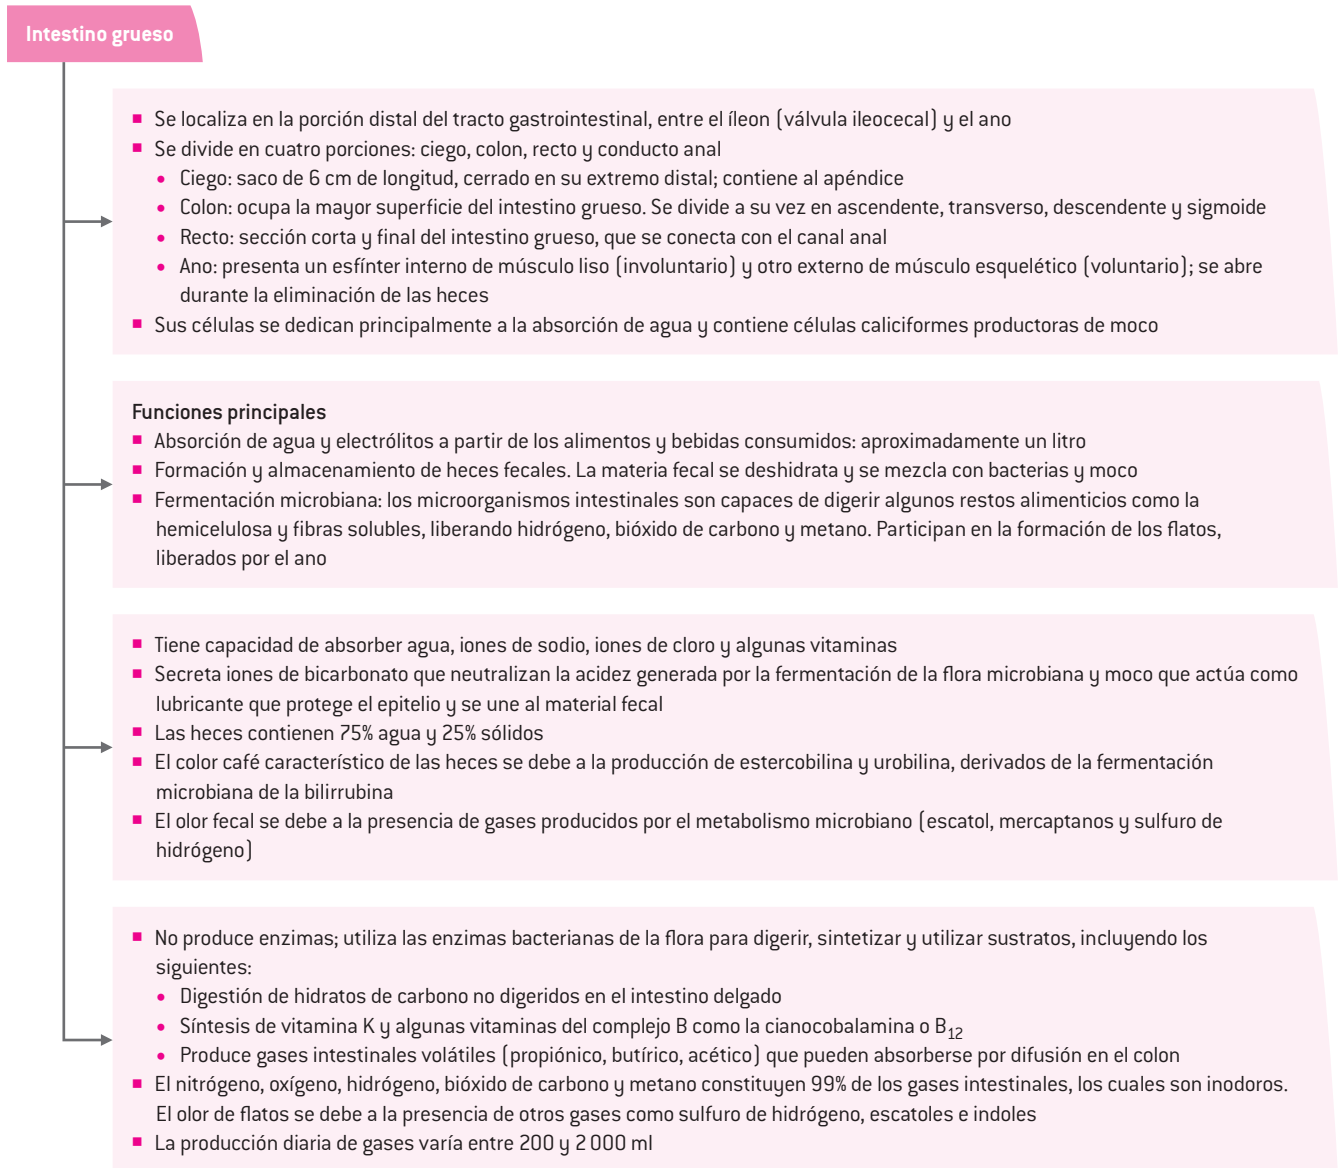 Intestino grueso
■ Se localiza en la porción distal del tracto gastrointestinal, entre el íleon (válvula ileocecal) y el ano
■ Se divide en cuatro porciones: ciego, colon, recto y conducto anal
• Ciego: saco de 6 cm de longitud, cerrado en su extremo distal; contiene al apéndice
• Colon: ocupa la mayor superficie del intestino grueso. Se divide a su vez en ascendente, transverso, descendente y sigmoide
• Recto: sección corta y final del intestino grueso, que se conecta con el canal anal
• Ano: presenta un esfínter interno de músculo liso (involuntario) y otro externo de músculo esquelético (voluntario); se abre
durante la eliminación de las heces
■ Sus células se dedican principalmente a la absorción de agua y contiene células caliciformes productoras de moco
Funciones principales
■ Absorción de agua y electrólitos a partir de los alimentos y bebidas consumidos: aproximadamente un litro
■ Formación y almacenamiento de heces fecales. La materia fecal se deshidrata y se mezcla con bacterias y moco
■ Fermentación microbiana: los microorganismos intestinales son capaces de digerir algunos restos alimenticios como la
hemicelulosa y fibras solubles, liberando hidrógeno, bióxido de carbono y metano. Participan en la formación de los flatos,
liberados por el ano
■ Tiene capacidad de absorber agua, iones de sodio, iones de cloro y algunas vitaminas
■ Secreta iones de bicarbonato que neutralizan la acidez generada por la fermentación de la flora microbiana y moco que actúa como
lubricante que protege el epitelio y se une al material fecal
■ Las heces contienen 75% agua y 25% sólidos
■ El color café característico de las heces se debe a la producción de estercobilina y urobilina, derivados de la fermentación
microbiana de la bilirrubina
■ El olor fecal se debe a la presencia de gases producidos por el metabolismo microbiano (escatol, mercaptanos y sulfuro de
hidrógeno)
■ No produce enzimas; utiliza las enzimas bacterianas de la flora para digerir, sintetizar y utilizar sustratos, incluyendo los
siguientes:
• Digestión de hidratos de carbono no digeridos en el intestino delgado
• Síntesis de vitamina K y algunas vitaminas del complejo B como la cianocobalamina o B₁₂
• Produce gases intestinales volátiles (propiónico, butírico, acético) que pueden absorberse por difusión en el colon
■ El nitrógeno, oxígeno, hidrógeno, bióxido de carbono y metano constituyen 99% de los gases intestinales, los cuales son inodoros.
El olor de flatos se debe a la presencia de otros gases como sulfuro de hidrógeno, escatoles e indoles
■ La producción diaria de gases varía entre 200 y 2 000 ml